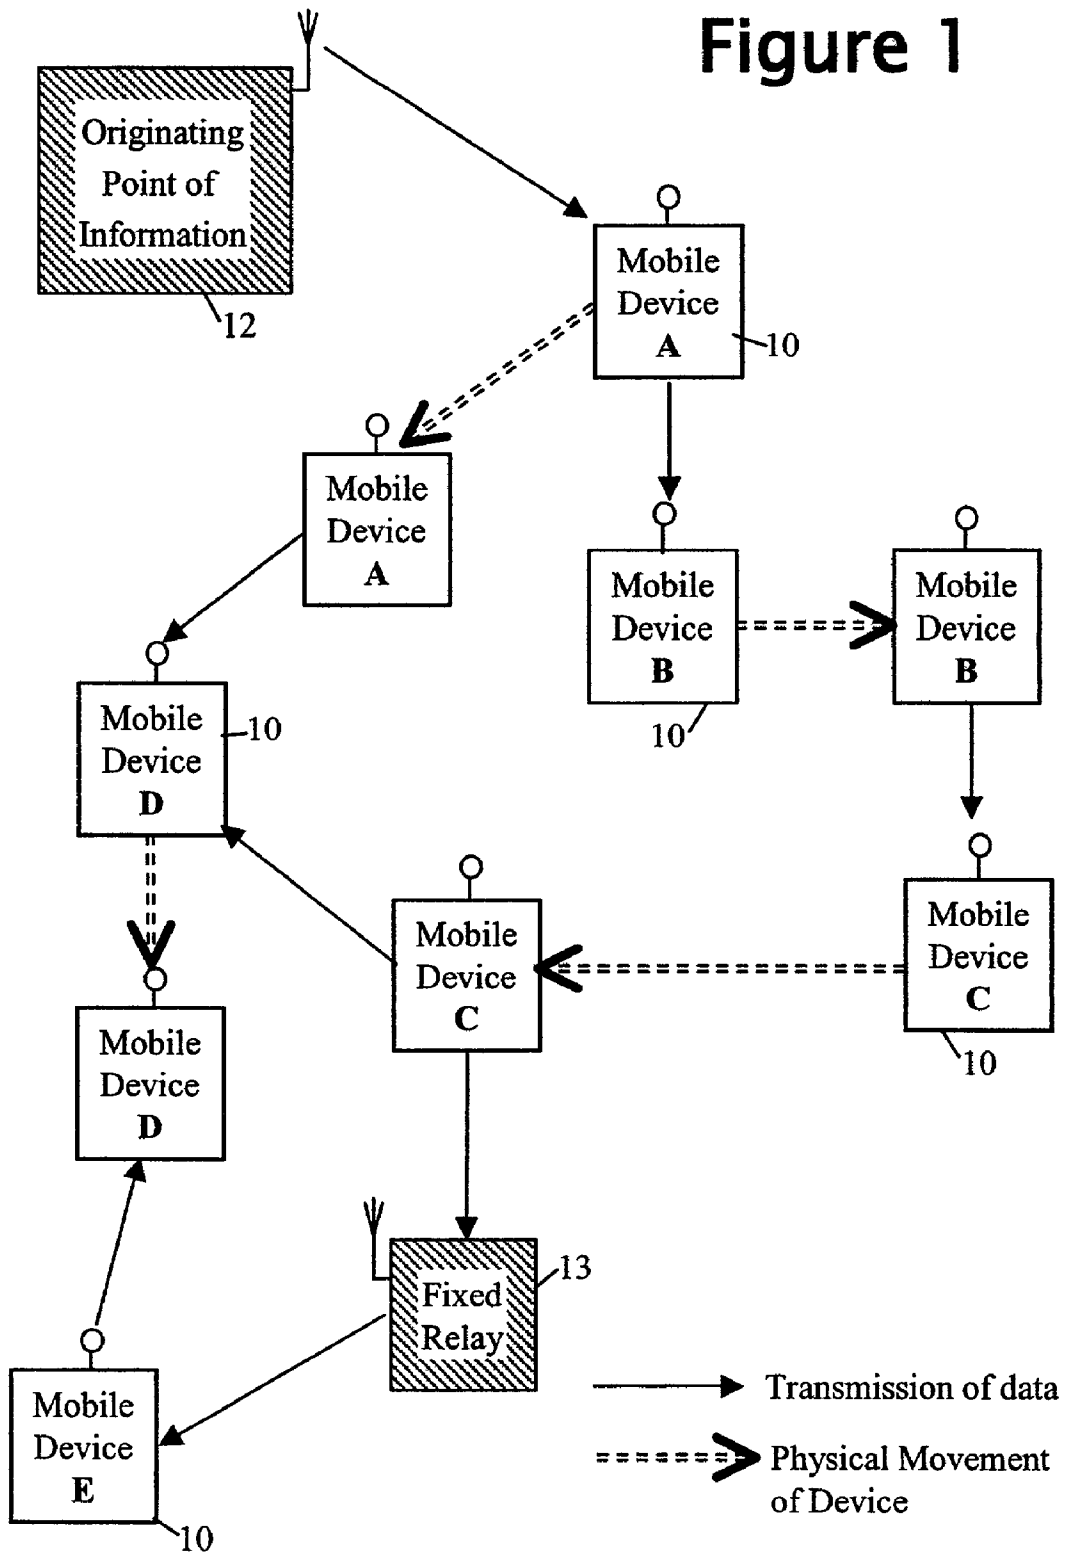 Figure 1
Originating
Point of
Information
12
Mobile
Device
A
10
Mobile
Device
A
Mobile
Device
B
10
Mobile
Device
B
Mobile
Device
D
10
Mobile
Device
C
Mobile
Device
C
10
Mobile
Device
D
Fixed
Relay
13
Mobile
Device
E
10
Transmission of data
Physical Movement
of Device